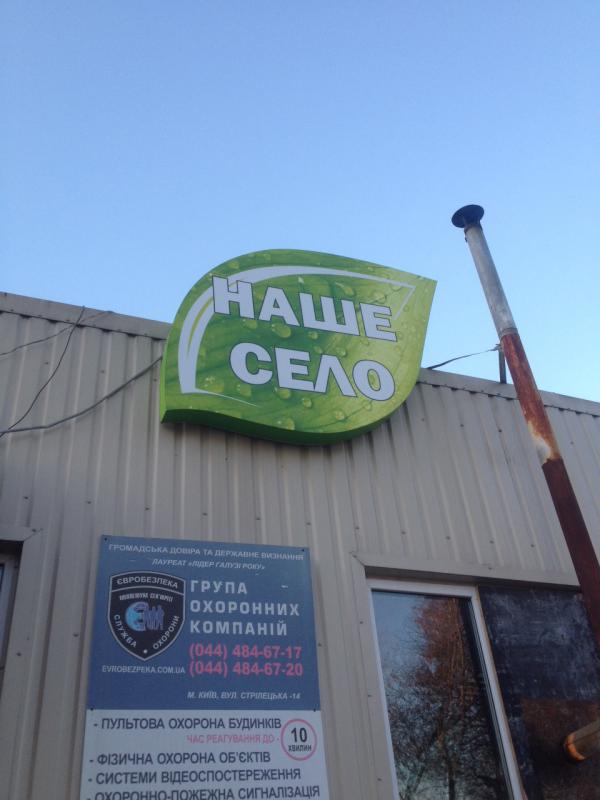 НАШЕ
СЕЛО
ГРОМАДСЬКА ДОВІРА ТА ДЕРЖАВНЕ ВИЗНАННЯ
ЛАУРЕАТ «ЛІДЕР ГАЛУЗІ РОКУ»
ЄВРОБЕЗПЕКА
СЛУЖБА ОХОРОНИ
ГРУПА
ОХОРОННИХ
КОМПАНІЙ
(044) 484-67-17
(044) 484-67-20
EVROBEZPEKA.COM.UA
М. КИЇВ, ВУЛ. СТРІЛЕЦЬКА -14
- ПУЛЬТОВА ОХОРОНА БУДИНКІВ
ЧАС РЕАГУВАННЯ ДО -
10
ХВИЛИН
- ФІЗИЧНА ОХОРОНА ОБ'ЄКТІВ
- СИСТЕМИ ВІДЕОСПОСТЕРЕЖЕННЯ
- ОХОРОННО-ПОЖЕЖНА СИГНАЛІЗАЦІЯ